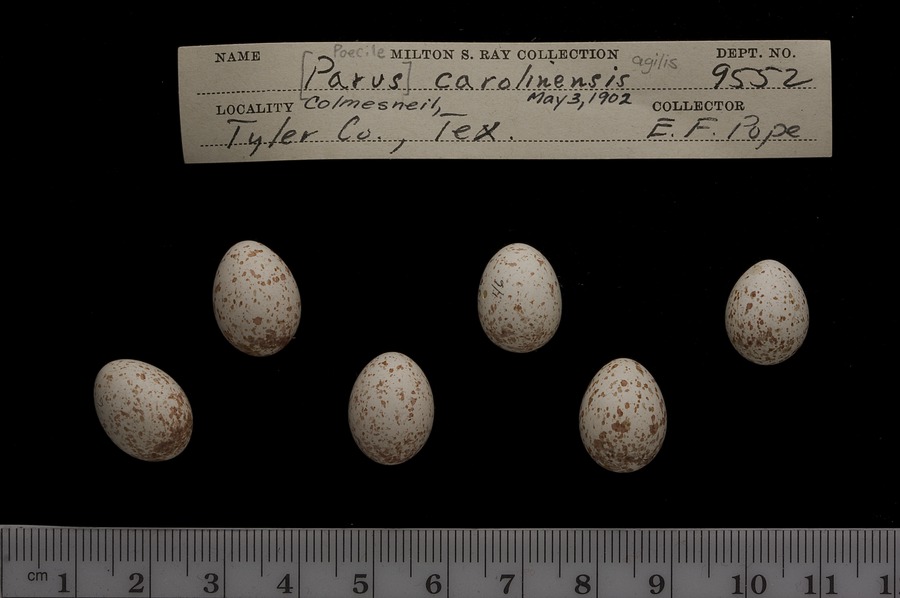 NAME [Poecile MILTON S. RAY COLLECTION DEPT. NO.
[Parus] carolinensis agilis 9552
LOCALITY Colmesneil, May 3, 1902 COLLECTOR
Tyler Co., Tex. E. F. Pope
46
cm 1 2 3 4 5 6 7 8 9 10 11 1